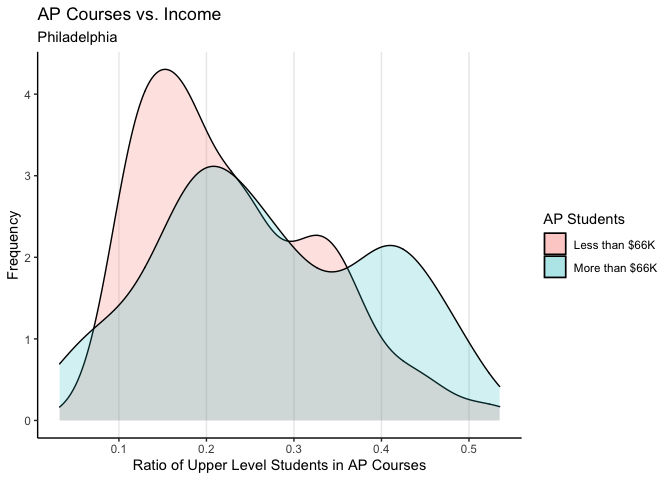 AP Courses vs. Income
Philadelphia
4
3
2
1
0
Frequency
0.1 0.2 0.3 0.4 0.5
Ratio of Upper Level Students in AP Courses
AP Students
Less than $66K
More than $66K